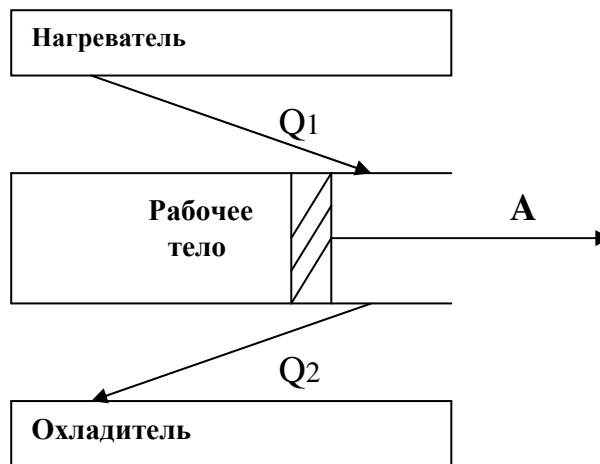 Нагреватель
Q1
Рабочее
тело
A
Q2
Охладитель